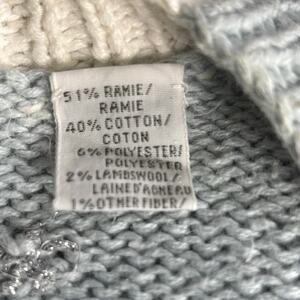 51% RAMIE/
RAMIE
40% COTTON/
COTON
6% POLYESTER/
POLYESTER
2% LAMBSWOOL/
LAINE D'AGNEAU
1% OTHER FIBER/